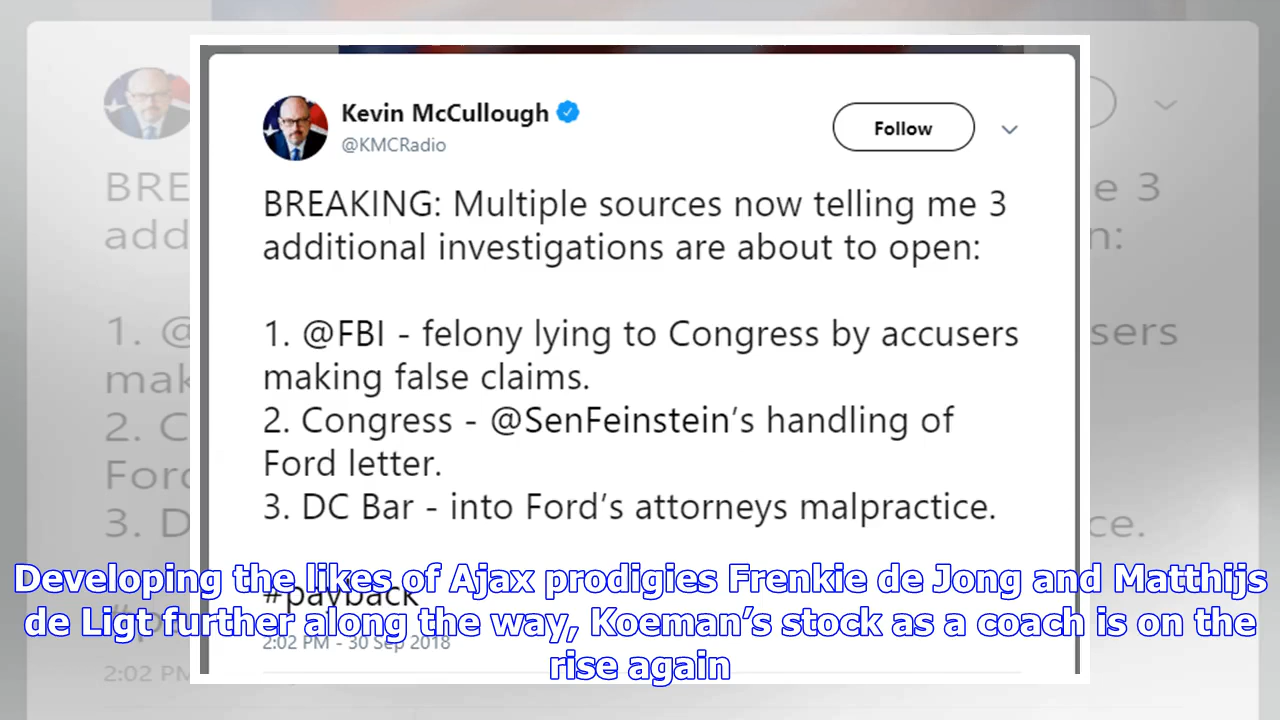 Kevin McCullough
@KMCRadio
Follow
BREAKING: Multiple sources now telling me 3
additional investigations are about to open:
1. @FBI - felony lying to Congress by accusers
making false claims.
2. Congress - @SenFeinstein’s handling of
Ford letter.
3. DC Bar - into Ford’s attorneys malpractice.
#payback
2:02 PM - 30 Sep 2018
Developing the likes of Ajax prodigies Frenkie de Jong and Matthijs
de Ligt further along the way, Koeman’s stock as a coach is on the
rise again